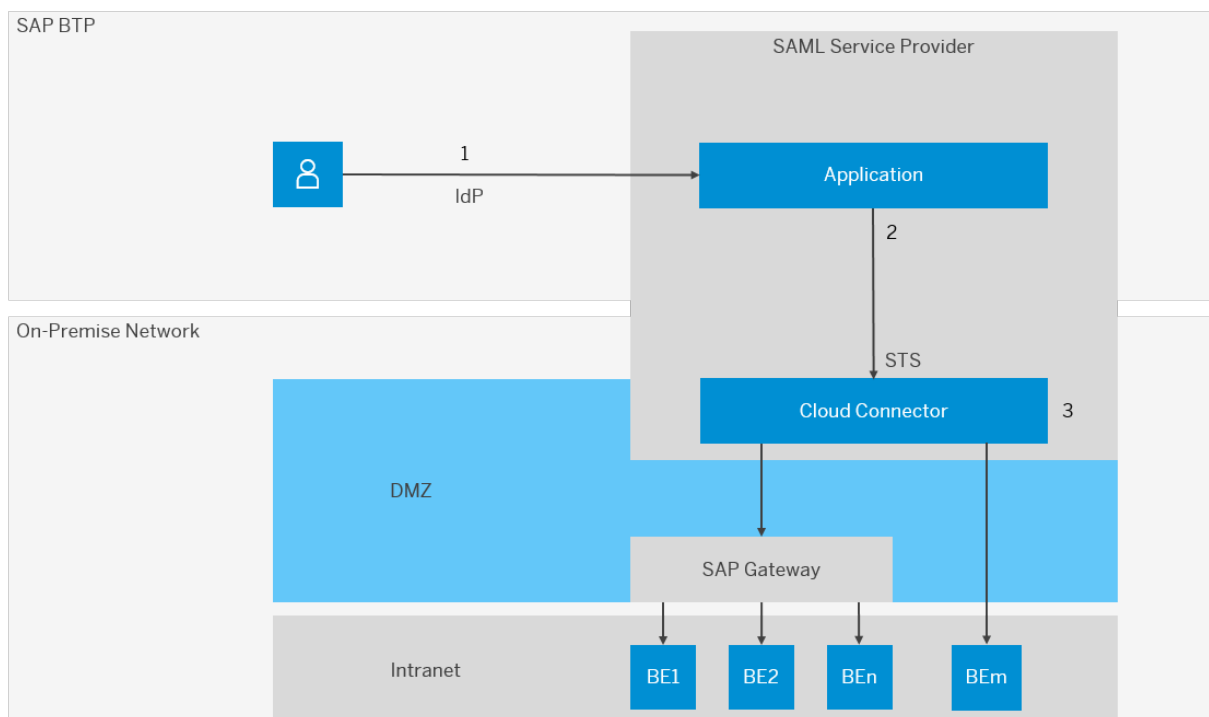 SAP BTP
SAML Service Provider
1
Application
IdP
2
On-Premise Network
STS
Cloud Connector
3
DMZ
SAP Gateway
Intranet
BE1
BE2
BEn
BEm